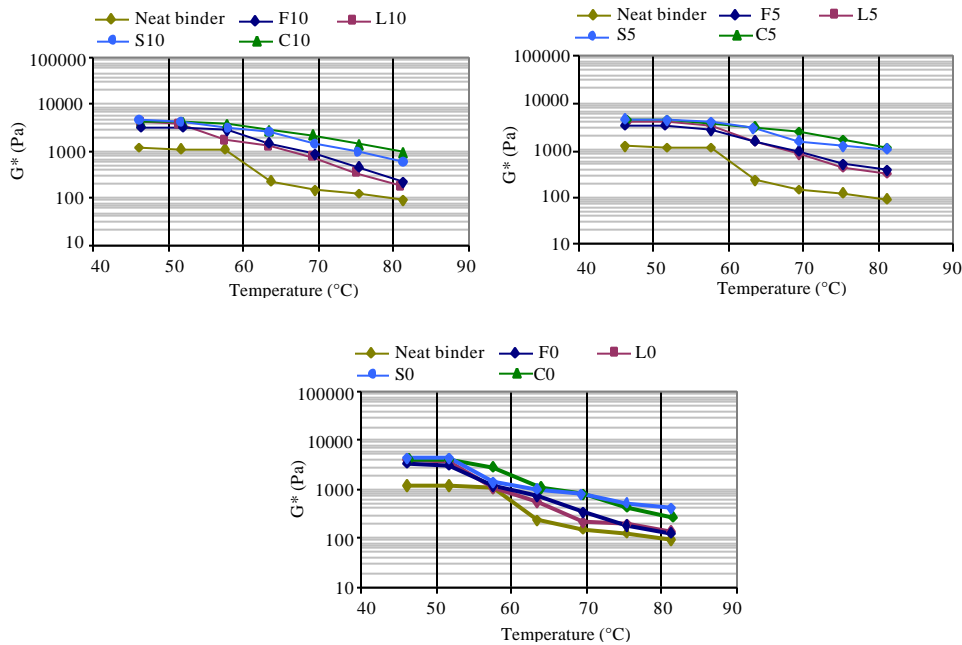 Neat binder F10 L10
S10 C10
100000
10000
1000
100
10
G* (Pa)
40 50 60 70 80 90
Temperature (°C)
Neat binder F5 L5
S5 C5
100000
10000
1000
100
10
G* (Pa)
40 50 60 70 80 90
Temperature (°C)
Neat binder F0 L0
S0 C0
100000
10000
1000
100
10
G* (Pa)
40 50 60 70 80 90
Temperature (°C)